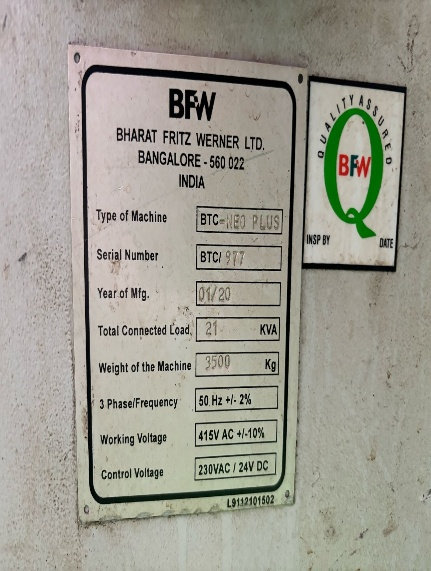 BFW
BHARAT FRITZ WERNER LTD.
BANGALORE - 560 022
INDIA
Type of Machine BTC-NEO PLUS
Serial Number BTC/ 977
Year of Mfg. 01/20
Total Connected Load. 21 KVA
Weight of the Machine 3500 Kg
3 Phase/Frequency 50 Hz +/- 2%
Working Voltage 415V AC +/-10%
Control Voltage 230VAC / 24V DC
L9112101502
QUALITY ASSURED
BFW
INSP BY DATE